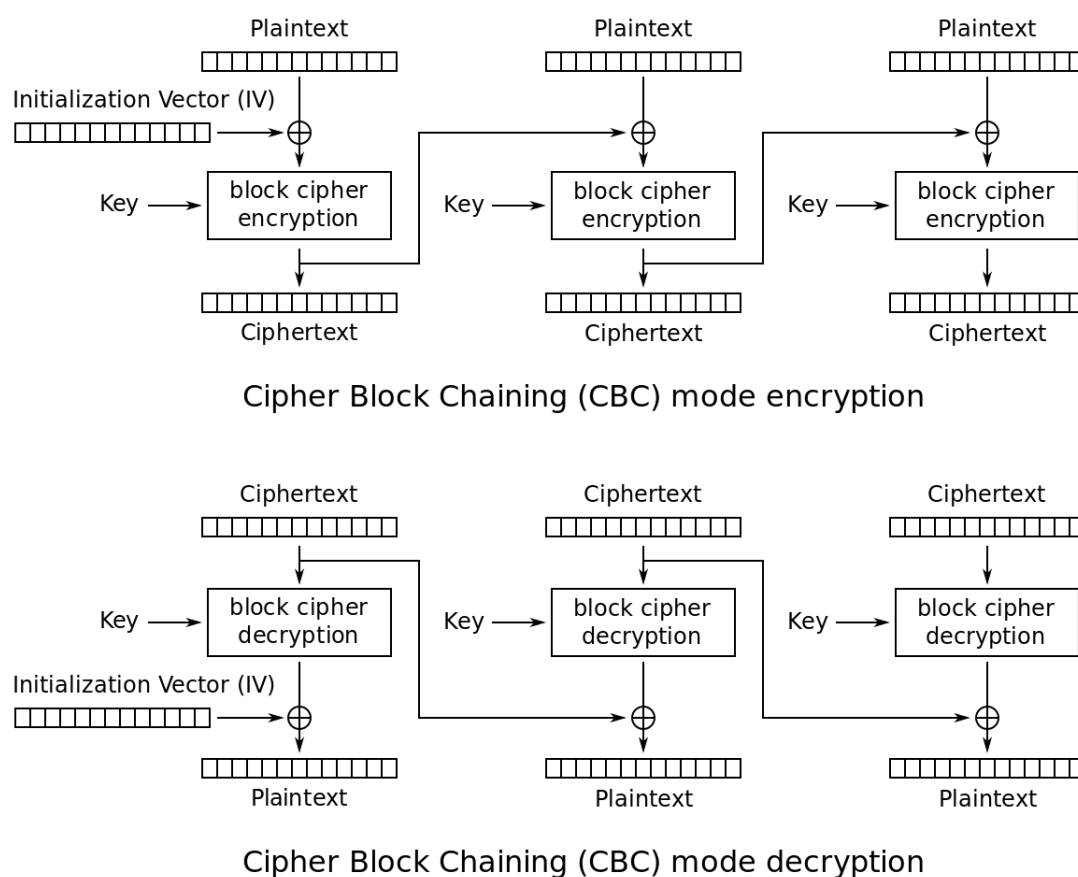 Plaintext
Plaintext
Plaintext
Initialization Vector (IV)
Key
block cipher
encryption
Key
block cipher
encryption
Key
block cipher
encryption
Ciphertext
Ciphertext
Ciphertext
Cipher Block Chaining (CBC) mode encryption
Ciphertext
Ciphertext
Ciphertext
Key
block cipher
decryption
Key
block cipher
decryption
Key
block cipher
decryption
Initialization Vector (IV)
Plaintext
Plaintext
Plaintext
Cipher Block Chaining (CBC) mode decryption